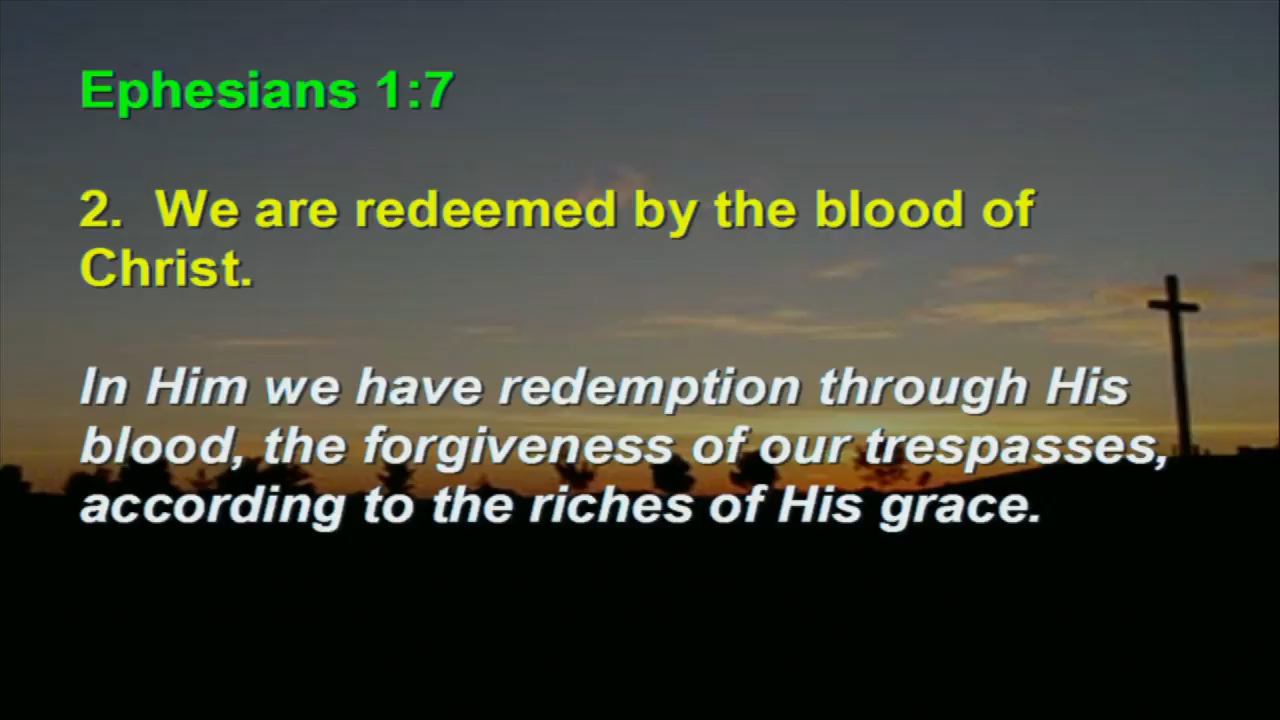 Ephesians 1:7
2. We are redeemed by the blood of
Christ.
In Him we have redemption through His
blood, the forgiveness of our trespasses,
according to the riches of His grace.